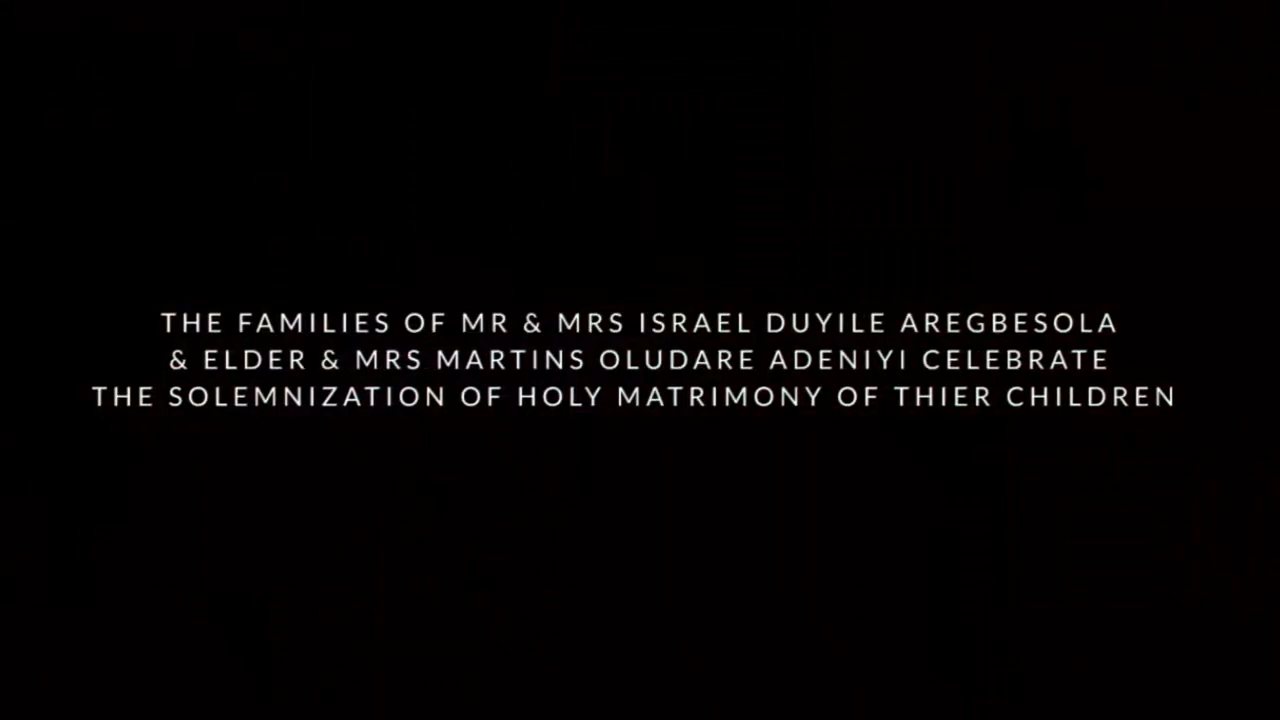 THE FAMILIES OF MR & MRS ISRAEL DUYILE AREGBESOLA
& ELDER & MRS MARTINS OLUDARE ADENIYI CELEBRATE
THE SOLEMNIZATION OF HOLY MATRIMONY OF THIER CHILDREN